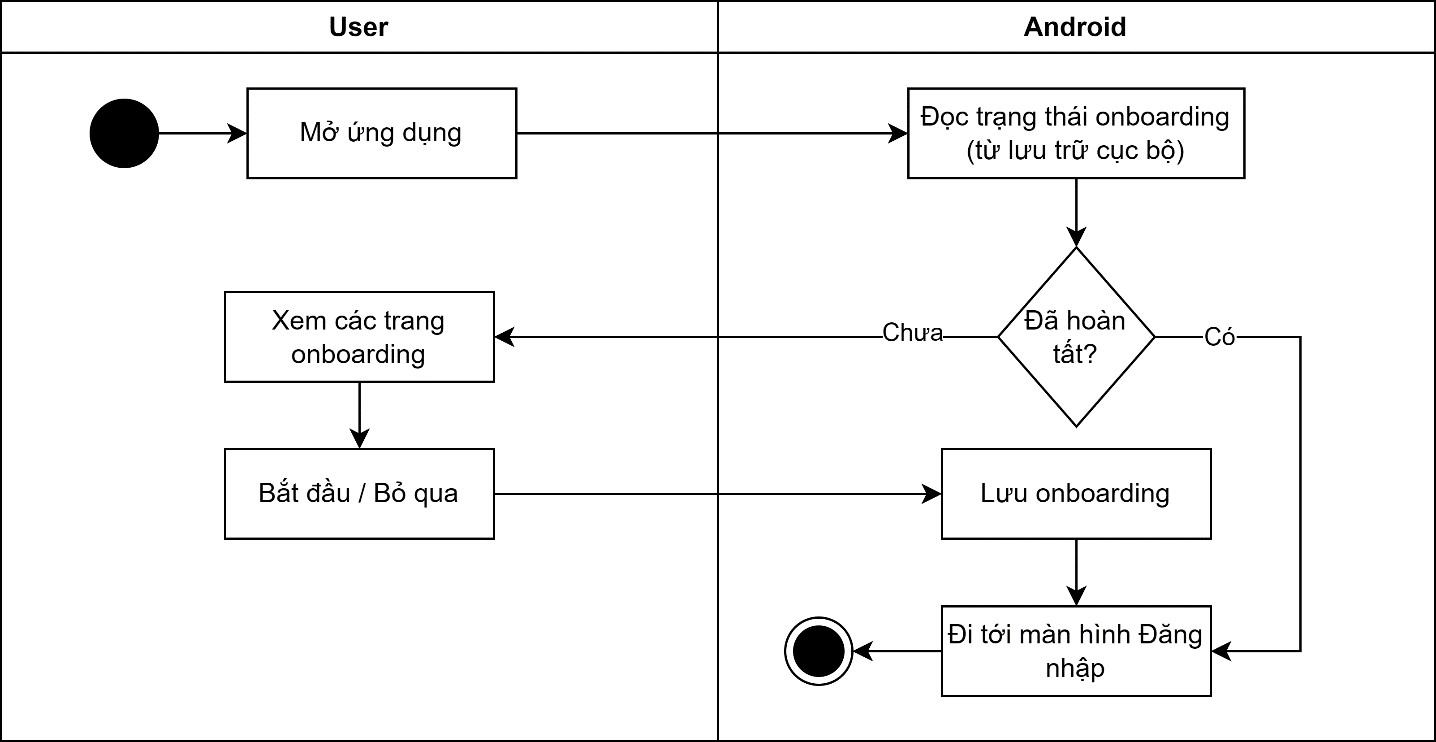 User
Android
Mở ứng dụng
Đọc trạng thái onboarding
(từ lưu trữ cục bộ)
Xem các trang
onboarding
Chưa
Đã hoàn
tất?
Có
Bắt đầu / Bỏ qua
Lưu onboarding
Đi tới màn hình Đăng
nhập